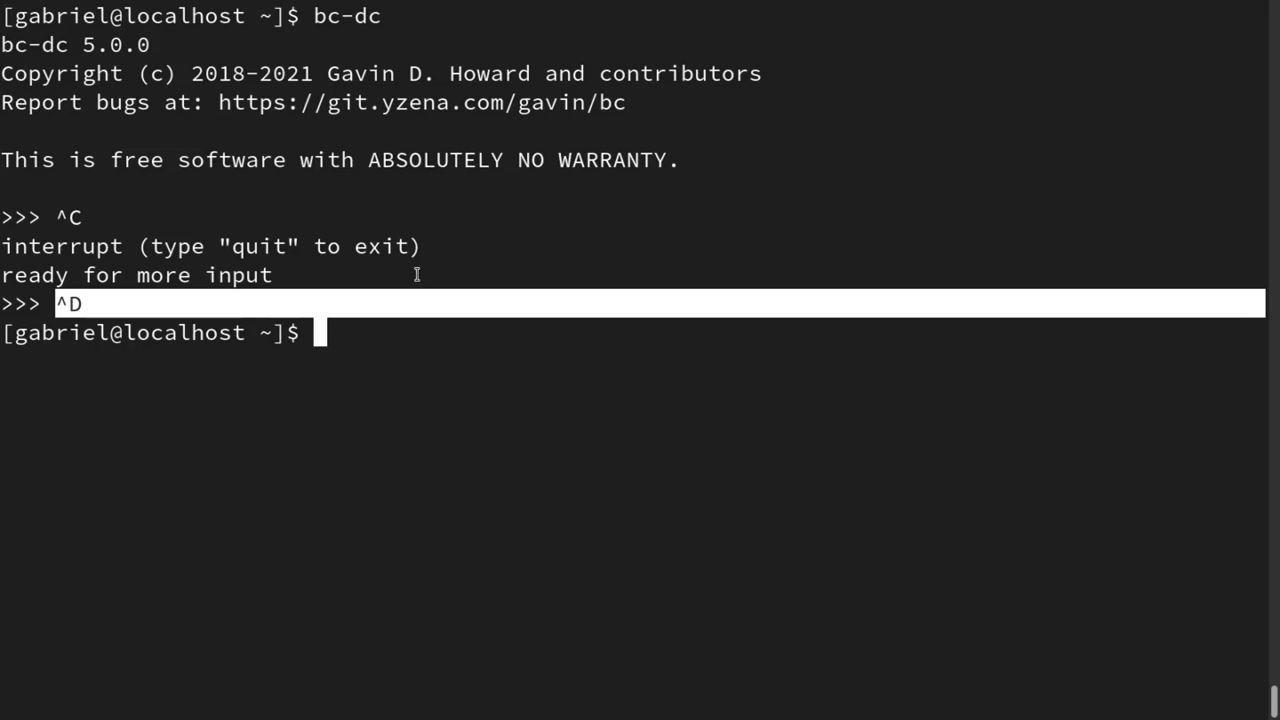 [gabriel@localhost ~]$ bc-dc
bc-dc 5.0.0
Copyright (c) 2018-2021 Gavin D. Howard and contributors
Report bugs at: https://git.yzena.com/gavin/bc
This is free software with ABSOLUTELY NO WARRANTY.
>>> ^C
interrupt (type "quit" to exit)
ready for more input
>>> ^D
[gabriel@localhost ~]$